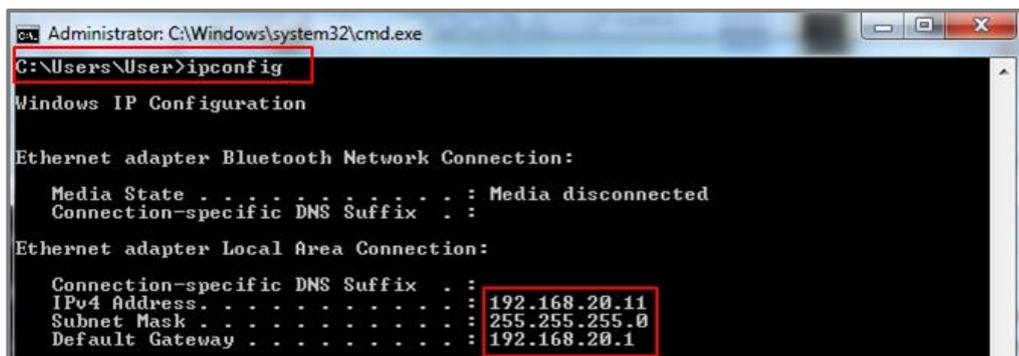 Administrator: C:\Windows\system32\cmd.exe
C:\Users\User>ipconfig
Windows IP Configuration
Ethernet adapter Bluetooth Network Connection:
Media State . . . . . . . . . . . : Media disconnected
Connection-specific DNS Suffix  . :
Ethernet adapter Local Area Connection:
Connection-specific DNS Suffix  . :
IPv4 Address. . . . . . . . . . . : 192.168.20.11
Subnet Mask . . . . . . . . . . . : 255.255.255.0
Default Gateway . . . . . . . . . : 192.168.20.1